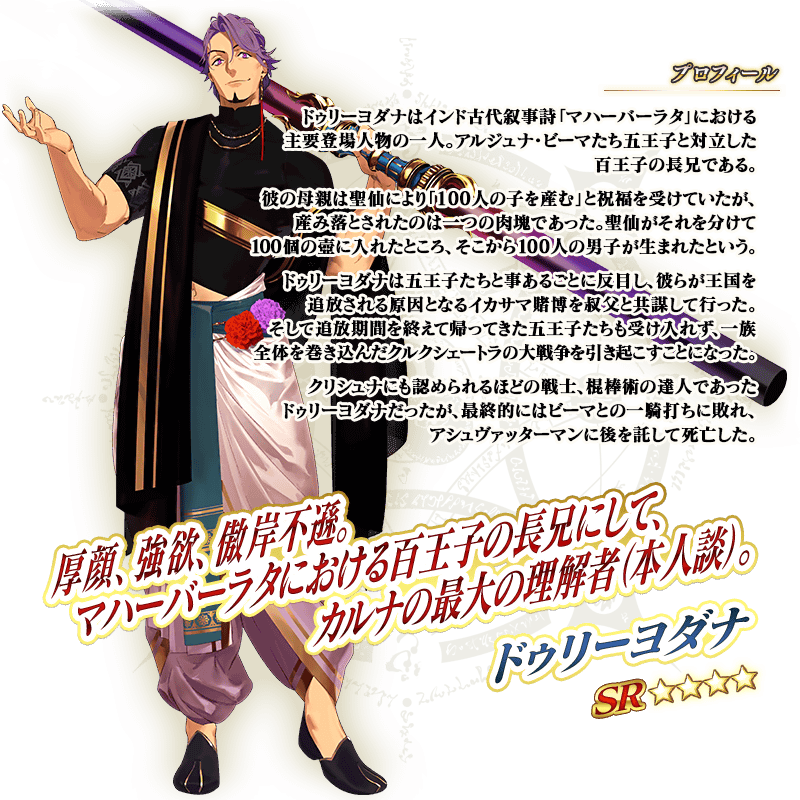 プロフィール
ドゥリーヨダナはインド古代叙事詩「マハーバーラタ」における
主要登場人物の一人。アルジュナ・ビーマたち五王子と対立した
百王子の長兄である。
彼の母親は聖仙により「100人の子を産む」と祝福を受けていたが、
産み落とされたのは一つの肉塊であった。聖仙がそれを分けて
100個の壺に入れたところ、そこから100人の男子が生まれたという。
ドゥリーヨダナは五王子たちと事あるごとに反目し、彼らが王国を
追放される原因となるイカサマ賭博を叔父と共謀して行った。
そして追放期間を終えて帰ってきた五王子たちも受け入れず、一族
全体を巻き込んだクルクシェートラの大戦争を引き起こすことになった。
クリシュナにも認められるほどの戦士、棍棒術の達人であった
ドゥリーヨダナだったが、最終的にはビーマとの一騎打ちに敗れ、
アシュヴァッターマンに後を託して死亡した。
厚顔、強欲、傲岸不遜。
マハーバーラタにおける百王子の長兄にして、
カルナの最大の理解者(本人談)。
ドゥリーヨダナ
SR